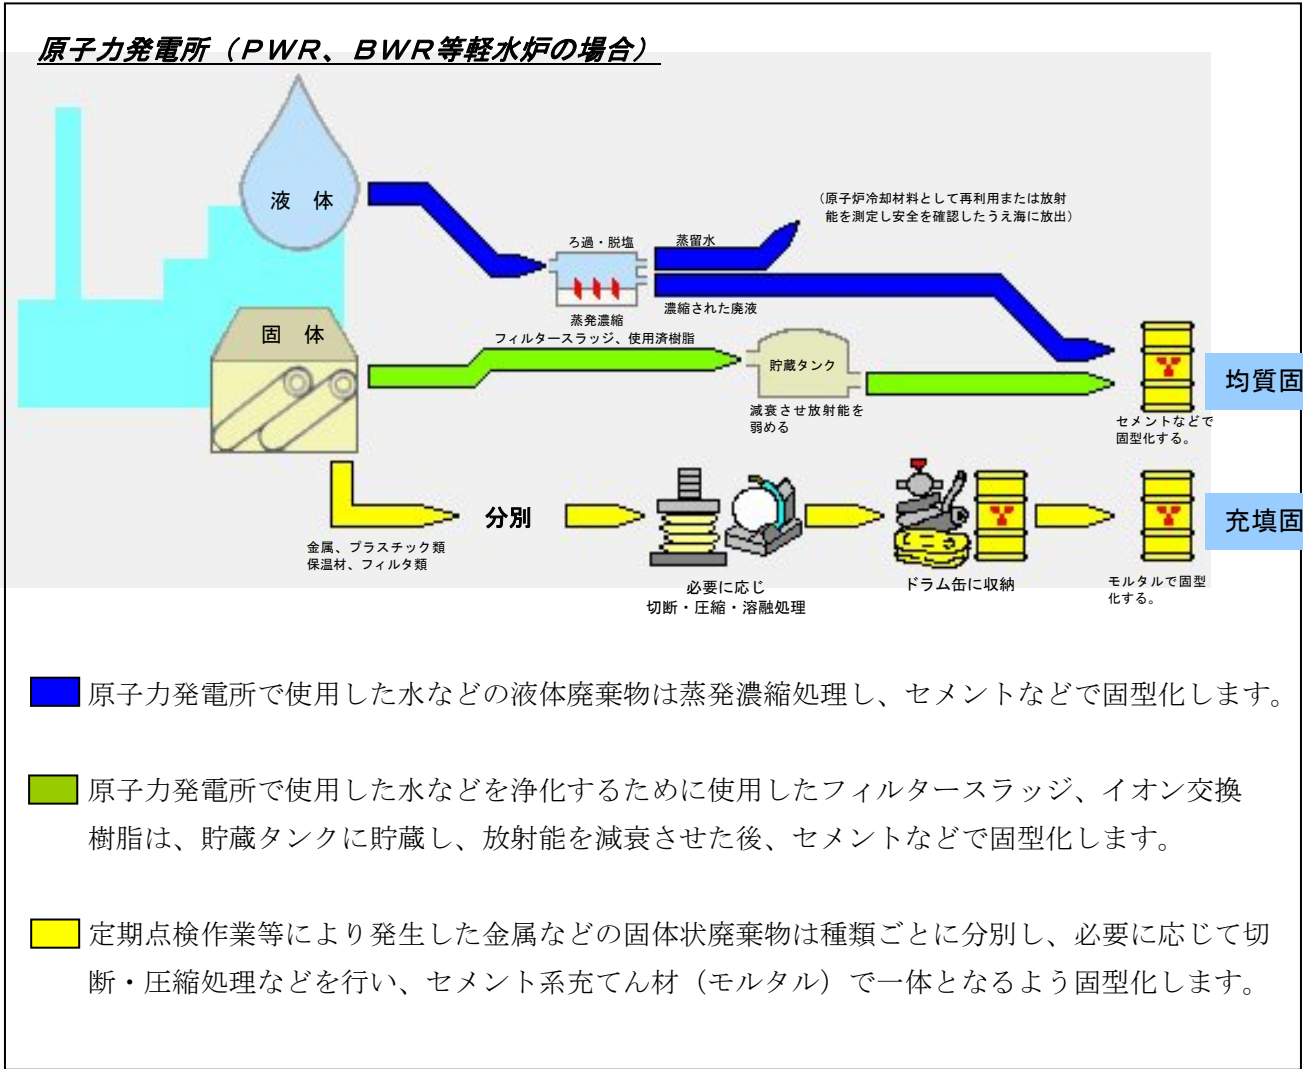 原子力発電所（ＰＷＲ、ＢＷＲ等軽水炉の場合）
液　体
（原子炉冷却材料として再利用または放射
能を測定し安全を確認したうえ海に放出）
ろ過・脱塩
蒸留水
濃縮された廃液
蒸発濃縮
固　体
フィルタースラッジ、使用済樹脂
貯蔵タンク
減衰させ放射能を
弱める
均質固
セメントなどで
固型化する。
分別
金属、プラスチック類
保温材、フィルタ類
必要に応じ
切断・圧縮・溶融処理
ドラム缶に収納
充填固
モルタルで固型
化する。
原子力発電所で使用した水などの液体廃棄物は蒸発濃縮処理し、セメントなどで固型化します。
原子力発電所で使用した水などを浄化するために使用したフィルタースラッジ、イオン交換
樹脂は、貯蔵タンクに貯蔵し、放射能を減衰させた後、セメントなどで固型化します。
定期点検作業等により発生した金属などの固体状廃棄物は種類ごとに分別し、必要に応じて切
断・圧縮処理などを行い、セメント系充てん材（モルタル）で一体となるよう固型化します。